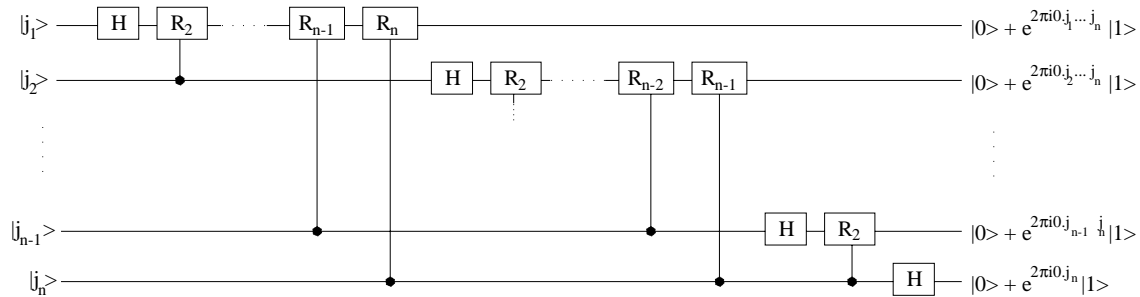 |j₁> H R₂ ..... Rₙ₋₁ Rₙ |0> + e^{2πi0.j₁...jₙ} |1>
|j₂> H R₂ ..... Rₙ₋₂ Rₙ₋₁ |0> + e^{2πi0.j₂...jₙ} |1>
|jₙ₋₁> H R₂ |0> + e^{2πi0.jₙ₋₁ jₙ} |1>
|jₙ> H |0> + e^{2πi0.jₙ} |1>